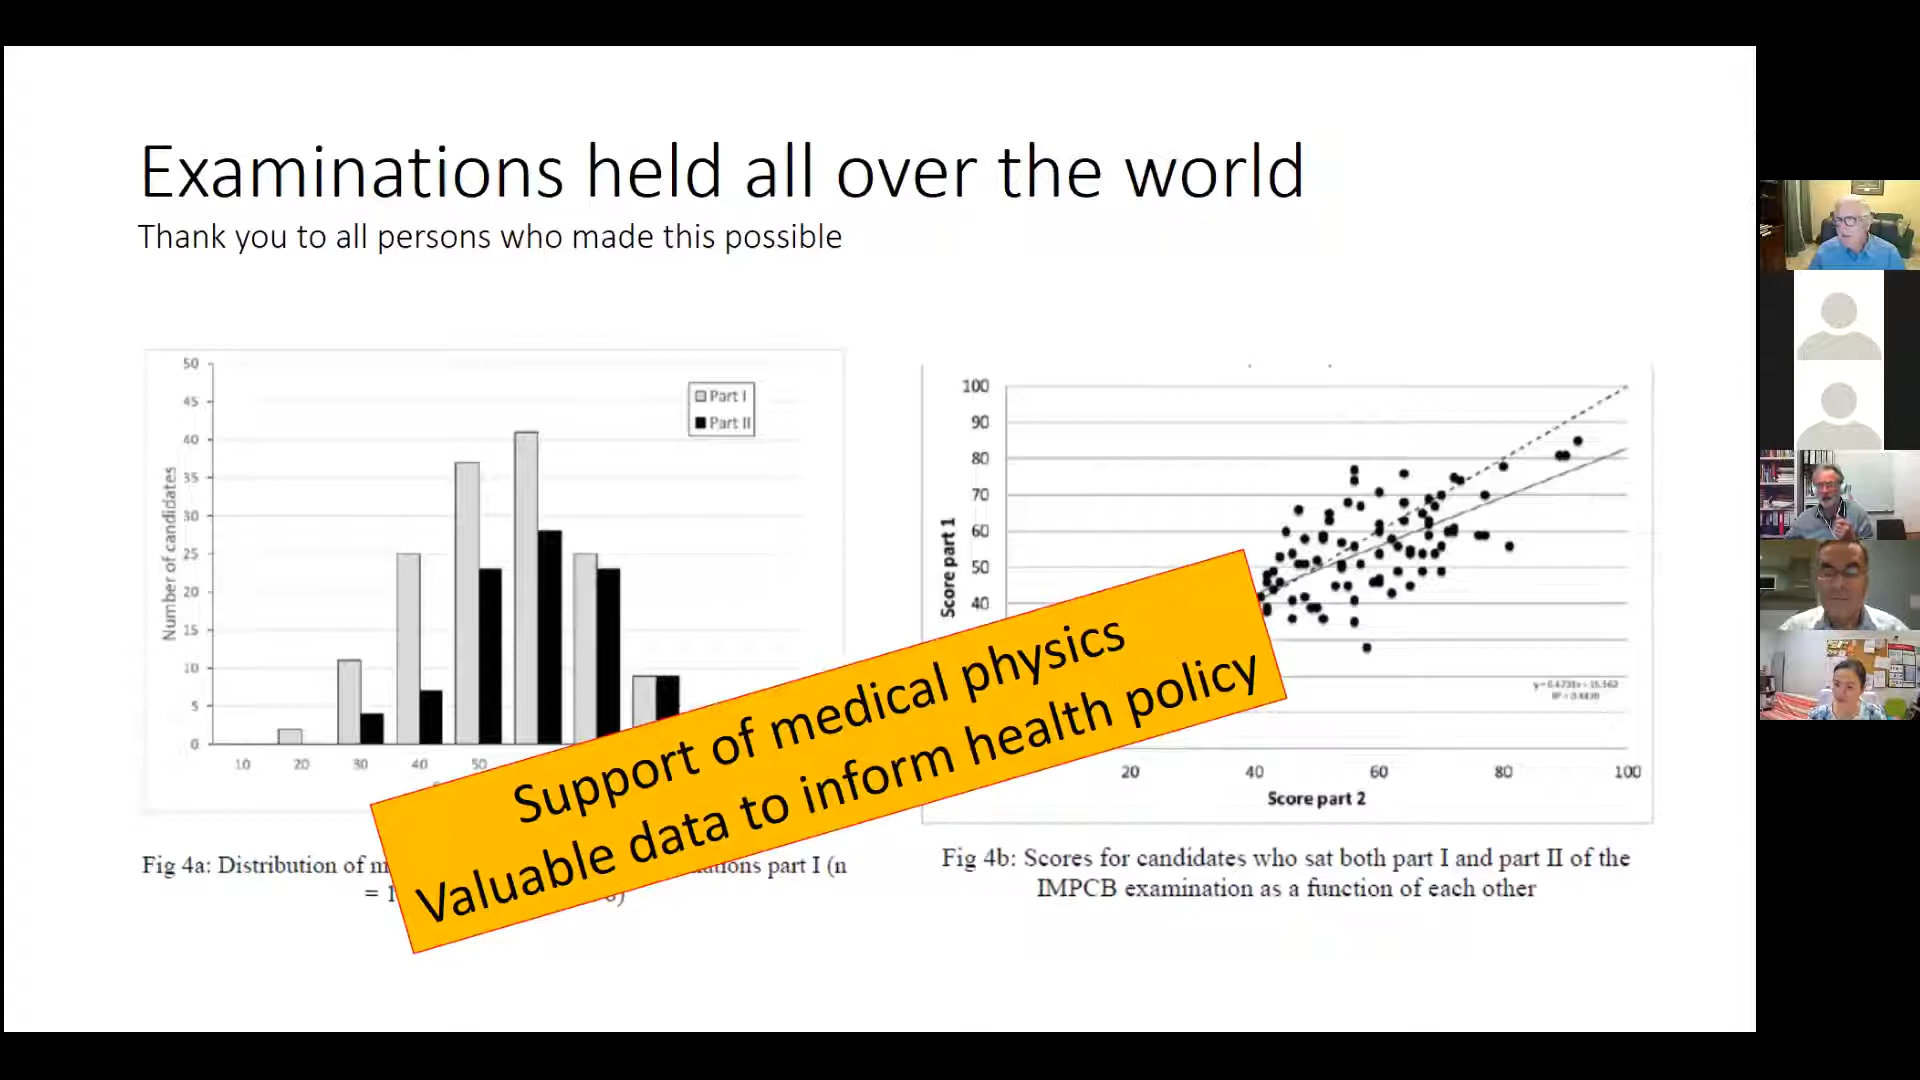 Examinations held all over the world
Thank you to all persons who made this possible
50
45
40
35
30
25
20
15
10
5
0
Number of candidates
Part I
Part II
10
20
30
40
50
100
90
80
70
60
50
40
Score part 1
20
40
60
80
100
Score part 2
Support of medical physics
Valuable data to inform health policy
Fig 4a: Distribution of part I (n
Fig 4b: Scores for candidates who sat both part I and part II of the
IMPCB examination as a function of each other